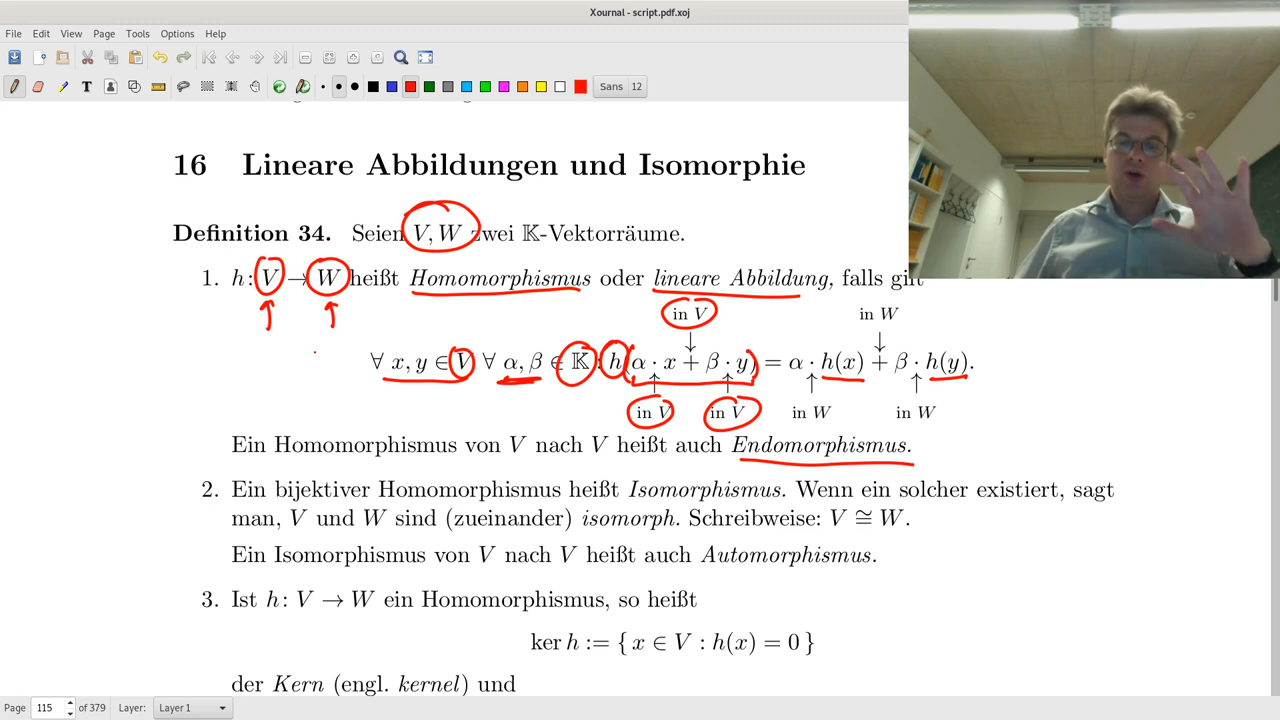 Xournal - script.pdf.xoj
File Edit View Page Tools Options Help
Sans 12
16 Lineare Abbildungen und Isomorphie
Definition 34. Seien V, W zwei 𝕂-Vektorräume.
1. h: V → W heißt Homomorphismus oder lineare Abbildung, falls gilt
in V in W
∀ x, y ∈ V ∀ α, β ∈ 𝕂 : h(α · x + β · y) = α · h(x) + β · h(y).
in V in V in W in W
Ein Homomorphismus von V nach V heißt auch Endomorphismus.
2. Ein bijektiver Homomorphismus heißt Isomorphismus. Wenn ein solcher existiert, sagt
man, V und W sind (zueinander) isomorph. Schreibweise: V ≅ W.
Ein Isomorphismus von V nach V heißt auch Automorphismus.
3. Ist h: V → W ein Homomorphismus, so heißt
ker h := { x ∈ V : h(x) = 0 }
der Kern (engl. kernel) und
Page 115 of 379 Layer: Layer 1